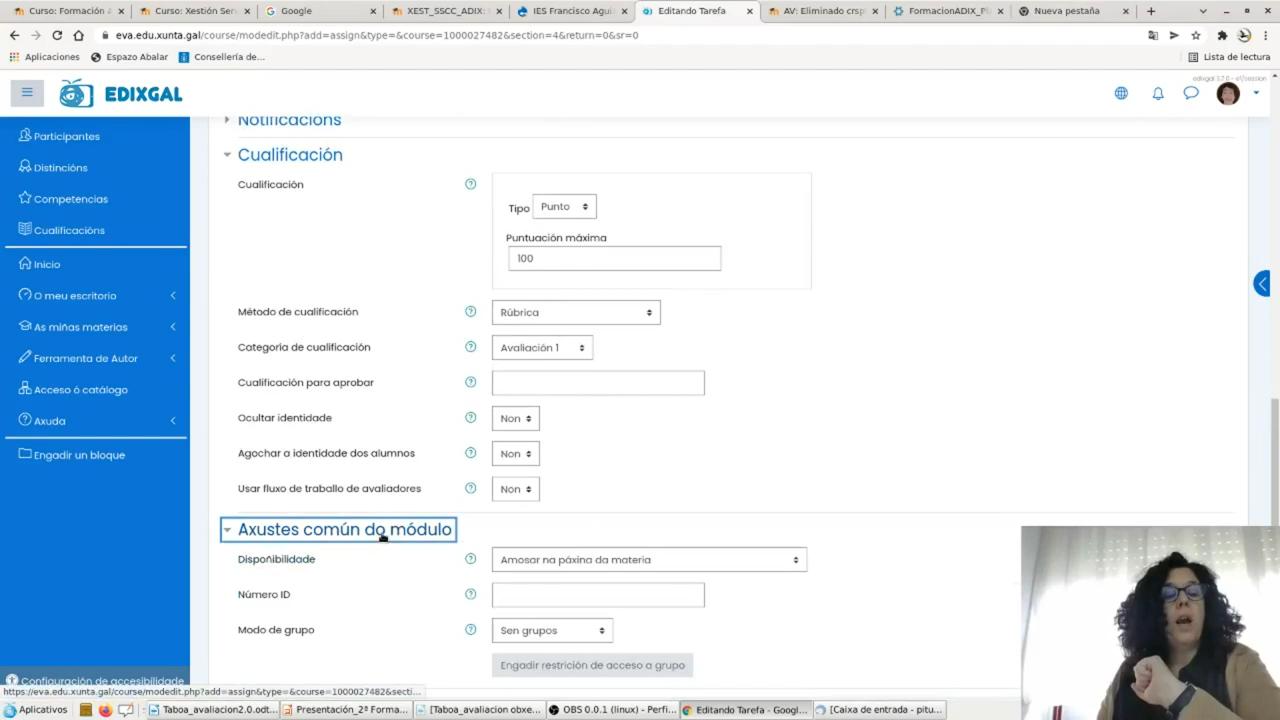 Curso: Formación A
Curso: Xestión Serv
Google
XEST_SSCC_ADIX:
IES Francisco Agui
Editando Tarefa
AV: Eliminado crsp
FormacionADIX_Pl
Nueva pestaña
eva.edu.xunta.gal/course/modedit.php?add=assign&type=&course=1000027482&section=4&return=0&sr=0
Aplicaciones
Espazo Abalar
Consellería de...
Lista de lectura
EDIXGAL
Participantes
Distincións
Competencias
Cualificacións
Inicio
O meu escritorio
As miñas materias
Ferramenta de Autor
Acceso ó catálogo
Axuda
Engadir un bloque
Configuración de accesibilidade
Notificacións
Cualificación
Cualificación
Tipo Punto
Puntuación máxima
100
Método de cualificación Rúbrica
Categoría de cualificación Avaliación 1
Cualificación para aprobar
Ocultar identidade Non
Agochar a identidade dos alumnos Non
Usar fluxo de traballo de avaliadores Non
Axustes común do módulo
Dispoñibilidade Amosar na páxina da materia
Número ID
Modo de grupo Sen grupos
Engadir restrición de acceso a grupo
https://eva.edu.xunta.gal/course/modedit.php?add=assign&type=&course=1000027482&secti...
Aplicativos
Taboa_avaliacion2.0.odt...
Presentación_2ª Forma...
[Taboa_avaliacion obxe...
OBS 0.0.1 (linux) - Perfi...
Editando Tarefa - Googl...
[Caixa de entrada - pitu...